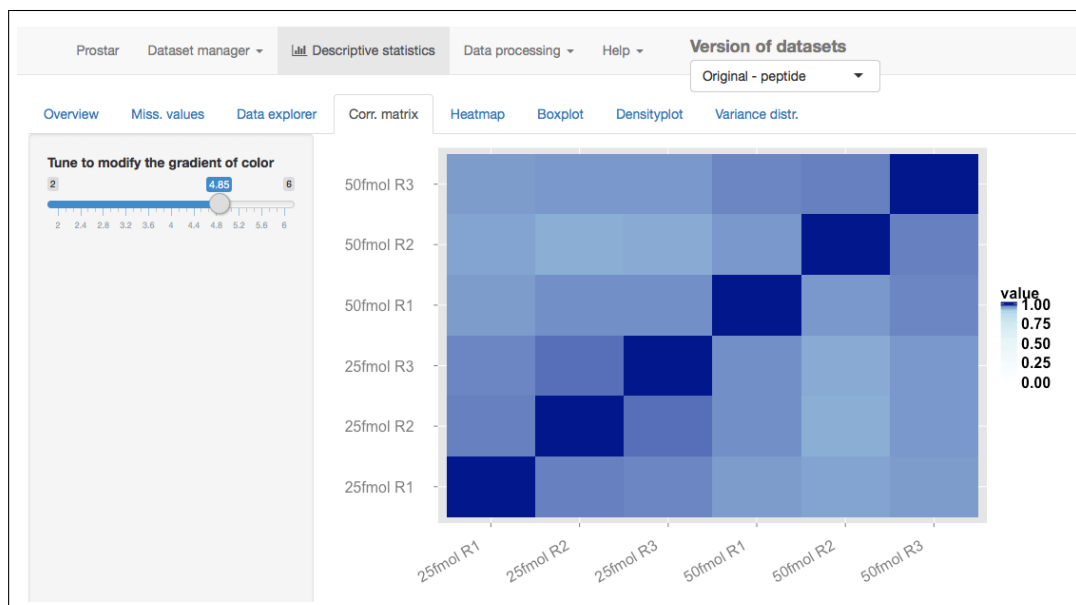 Prostar Dataset manager Descriptive statistics Data processing Help Version of datasets
Original - peptide
Overview Miss. values Data explorer Corr. matrix Heatmap Boxplot Densityplot Variance distr.
Tune to modify the gradient of color
2 4.85 6
2 2.4 2.8 3.2 3.6 4 4.4 4.8 5.2 5.6 6
50fmol R3
50fmol R2
50fmol R1
25fmol R3
25fmol R2
25fmol R1
25fmol R1 25fmol R2 25fmol R3 50fmol R1 50fmol R2 50fmol R3
value
1.00
0.75
0.50
0.25
0.00